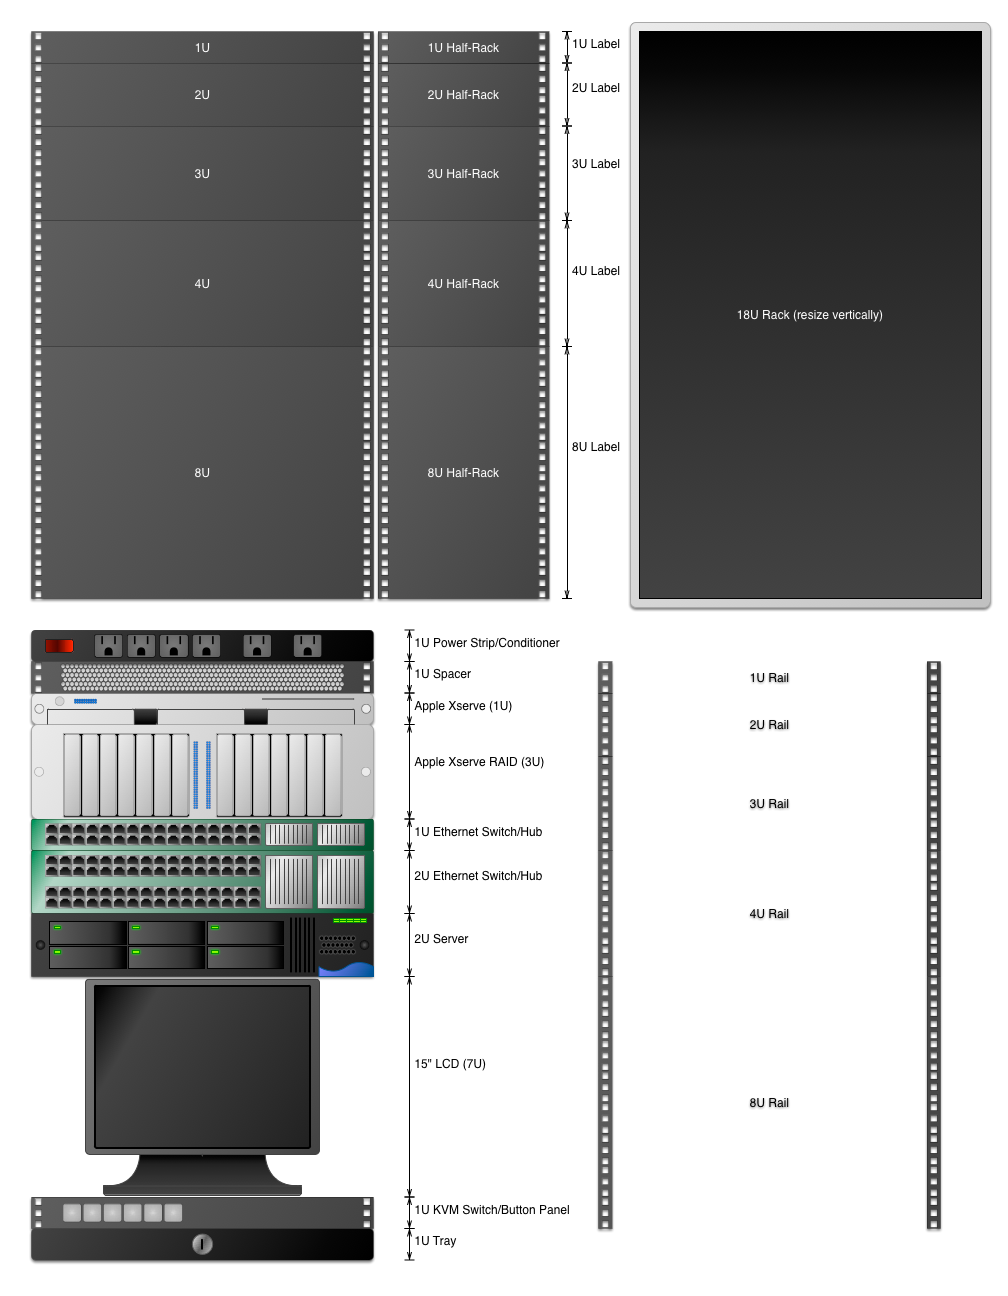 1U
1U Half-Rack
1U Label
2U
2U Half-Rack
2U Label
3U
3U Half-Rack
3U Label
4U
4U Half-Rack
4U Label
18U Rack (resize vertically)
8U
8U Half-Rack
8U Label
1U Power Strip/Conditioner
1U Spacer
Apple Xserve (1U)
Apple Xserve RAID (3U)
1U Ethernet Switch/Hub
2U Ethernet Switch/Hub
2U Server
15" LCD (7U)
1U KVM Switch/Button Panel
1U Tray
1U Rail
2U Rail
3U Rail
4U Rail
8U Rail